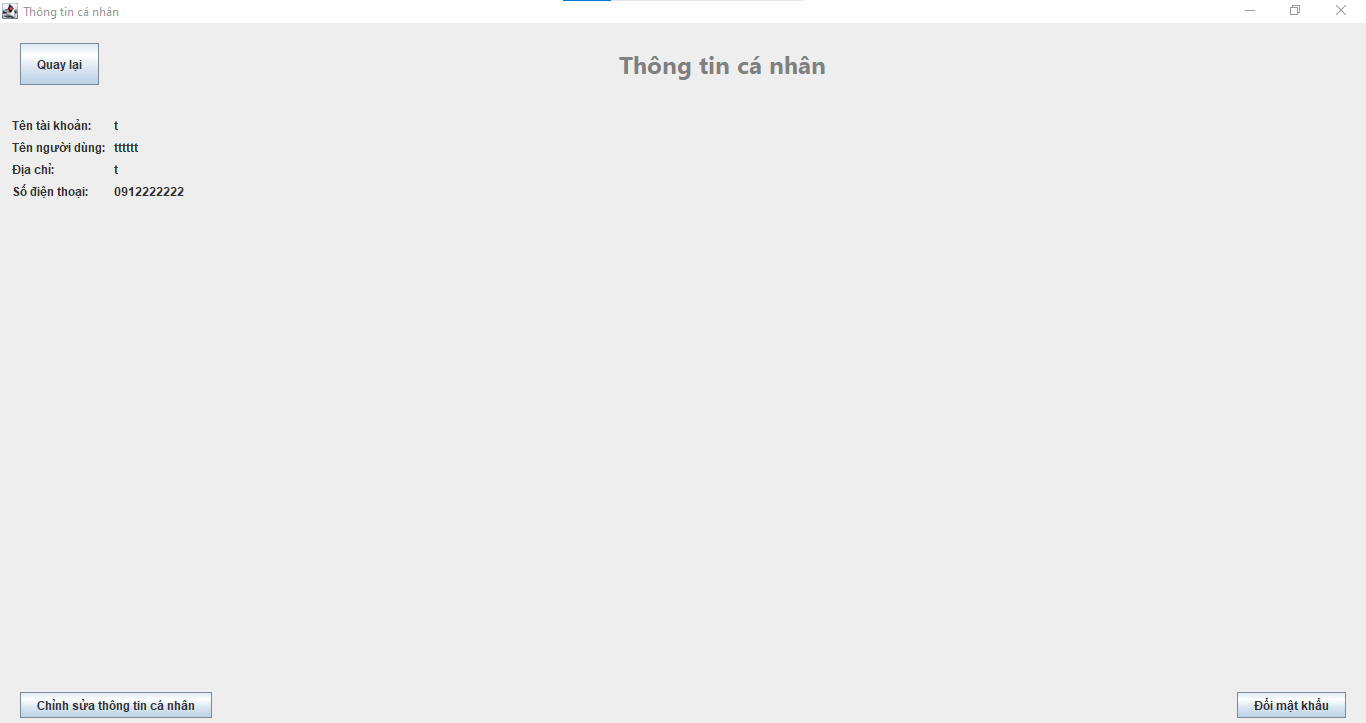 Thông tin cá nhân
Quay lại
Thông tin cá nhân
Tên tài khoản: t
Tên người dùng: tttttt
Địa chỉ: t
Số điện thoại: 0912222222
Chỉnh sửa thông tin cá nhân
Đổi mật khẩu